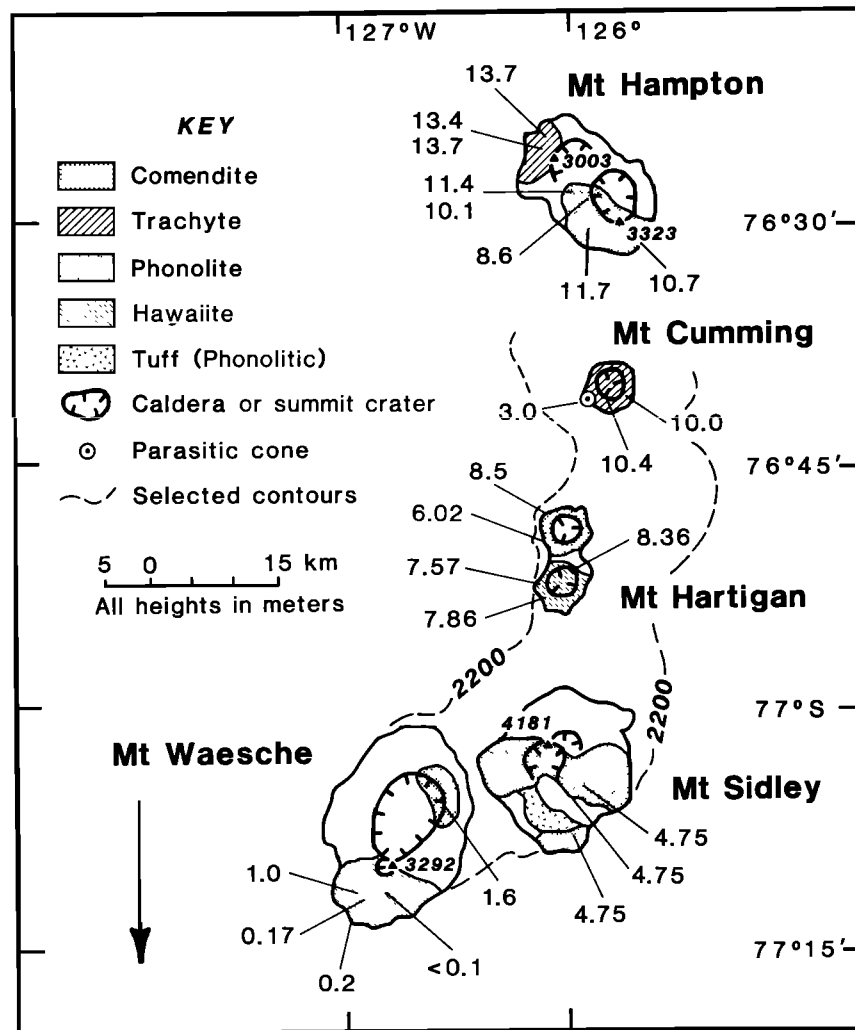 127°W 126°
Mt Hampton
13.7
13.4
13.7
3003
11.4
10.1
8.6
3323
11.7
10.7
76°30′
KEY
Comendite
Trachyte
Phonolite
Hawaiite
Tuff (Phonolitic)
Caldera or summit crater
Parasitic cone
Selected contours
5 0 15 km
All heights in meters
Mt Cumming
3.0
10.0
10.4
76°45′
8.5
6.02
8.36
7.57
7.86
Mt Hartigan
2200
2200
77°S
4181
Mt Waesche
Mt Sidley
4.75
4.75
4.75
3292
1.0
1.6
0.17
0.2
<0.1
77°15′